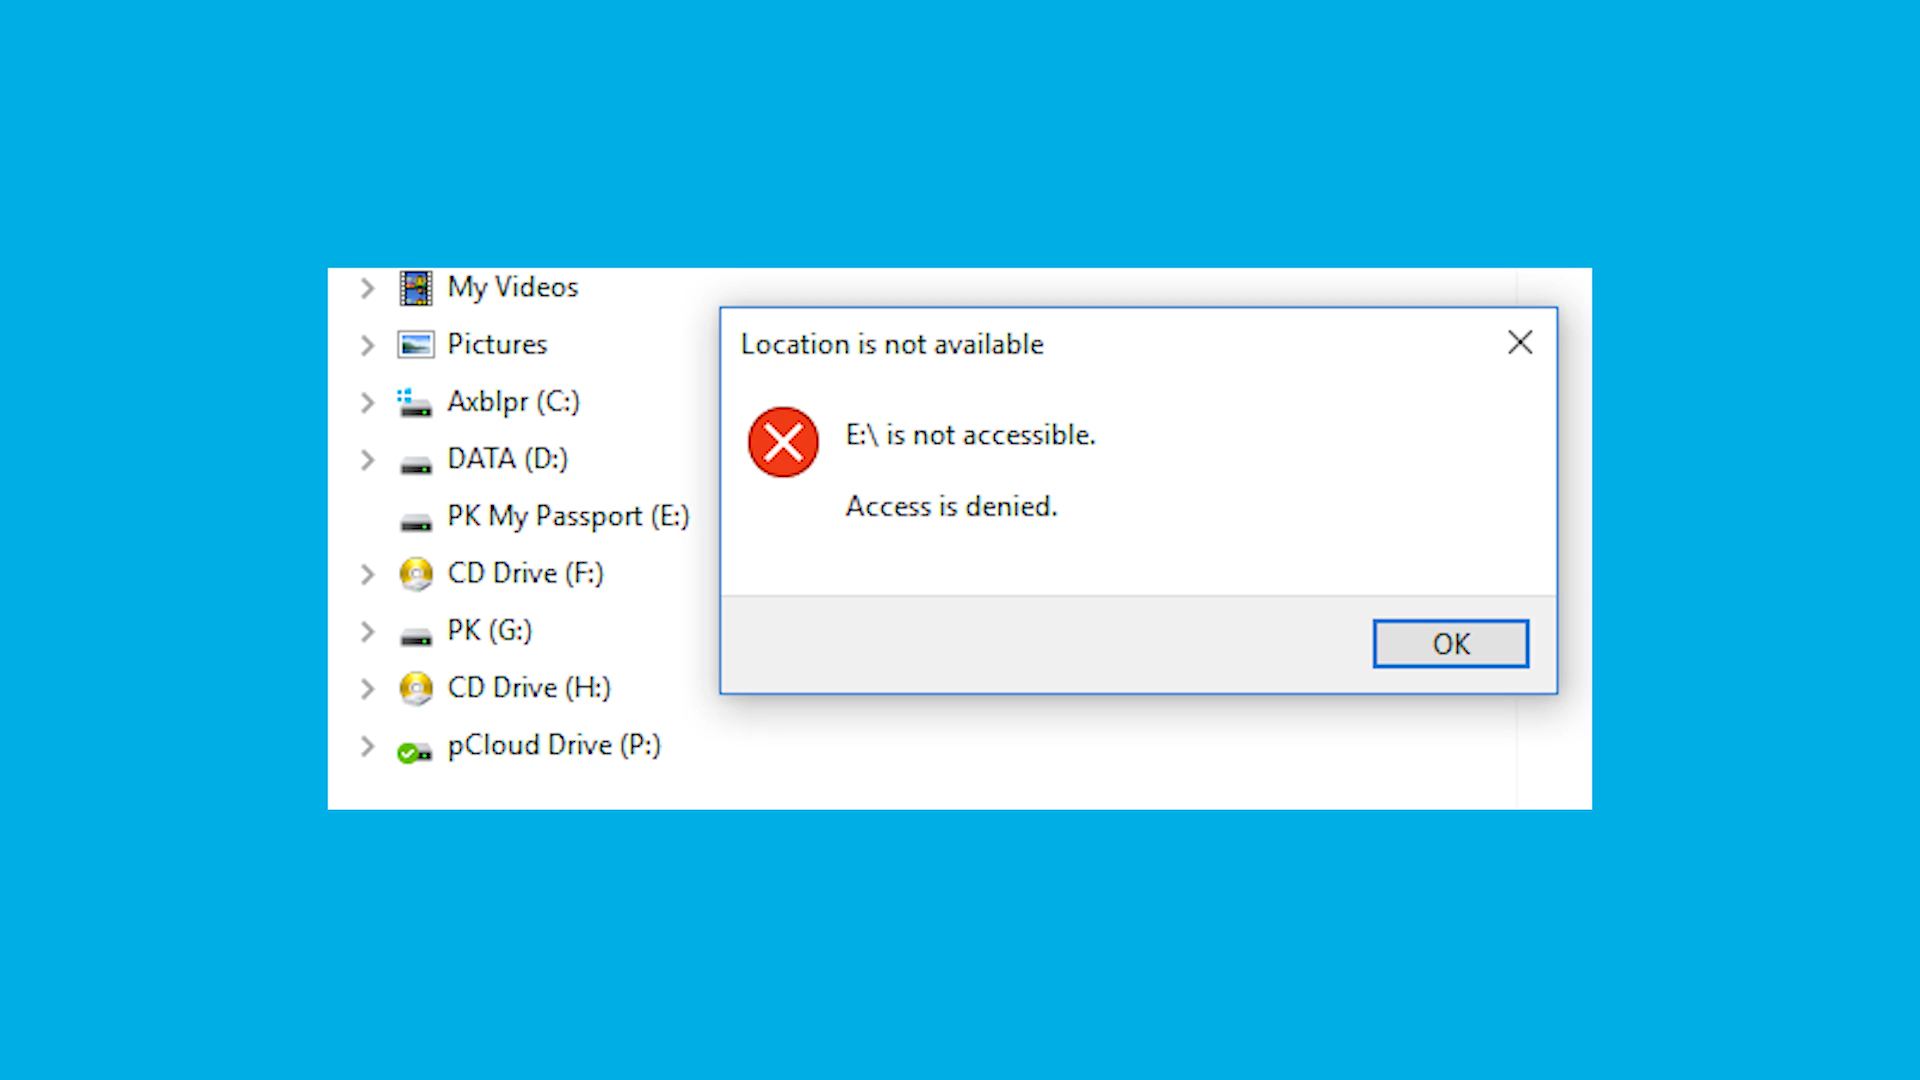 My Videos
Pictures
Axblpr (C:)
DATA (D:)
PK My Passport (E:)
CD Drive (F:)
PK (G:)
CD Drive (H:)
pCloud Drive (P:)
Location is not available
E:\ is not accessible.
Access is denied.
OK